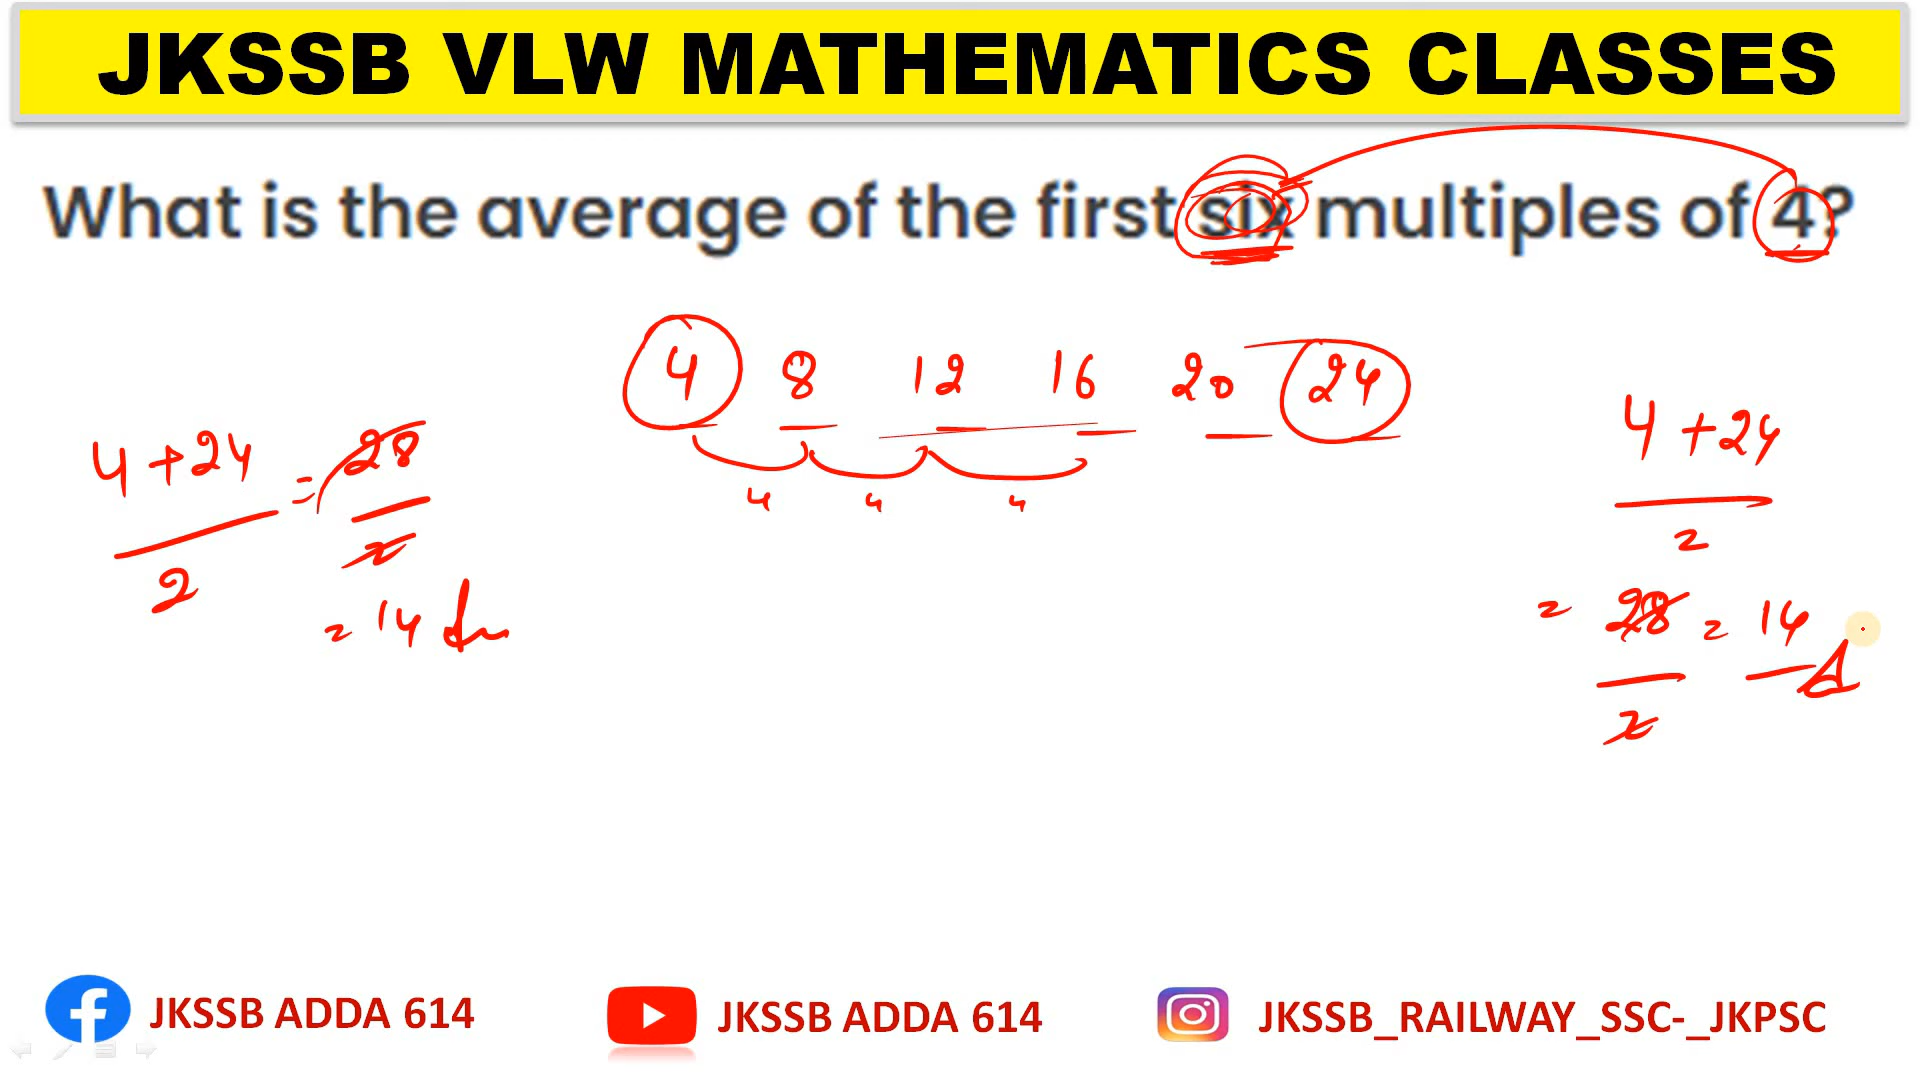 JKSSB VLW MATHEMATICS CLASSES
What is the average of the first six multiples of 4?
4 8 12 16 20 24
4 4 4
4+24 = 28
2 2
= 14
4+24
2
= 28 = 14
2
JKSSB ADDA 614
JKSSB ADDA 614
JKSSB_RAILWAY_SSC-_JKPSC